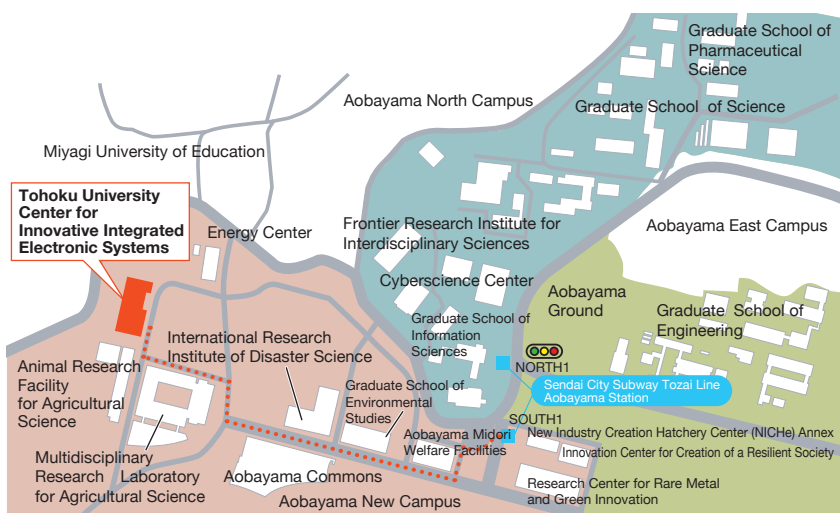 Graduate School of
Pharmaceutical
Science
Aobayama North Campus
Graduate School of Science
Miyagi University of Education
Tohoku University
Center for
Innovative Integrated
Electronic Systems
Energy Center
Frontier Research Institute for
Interdisciplinary Sciences
Aobayama East Campus
Cyberscience Center
Aobayama
Ground
Graduate School of
Engineering
Graduate School of
Information
Sciences
International Research
Institute of Disaster Science
NORTH1
Sendai City Subway Tozai Line
Aobayama Station
Animal Research
Facility
for Agricultural
Science
Graduate School of
Environmental
Studies
SOUTH1
Aobayama Midori
Welfare Facilities
New Industry Creation Hatchery Center (NICHe) Annex
Innovation Center for Creation of a Resilient Society
Multidisciplinary
Research Laboratory
for Agricultural Science
Aobayama Commons
Research Center for Rare Metal
and Green Innovation
Aobayama New Campus